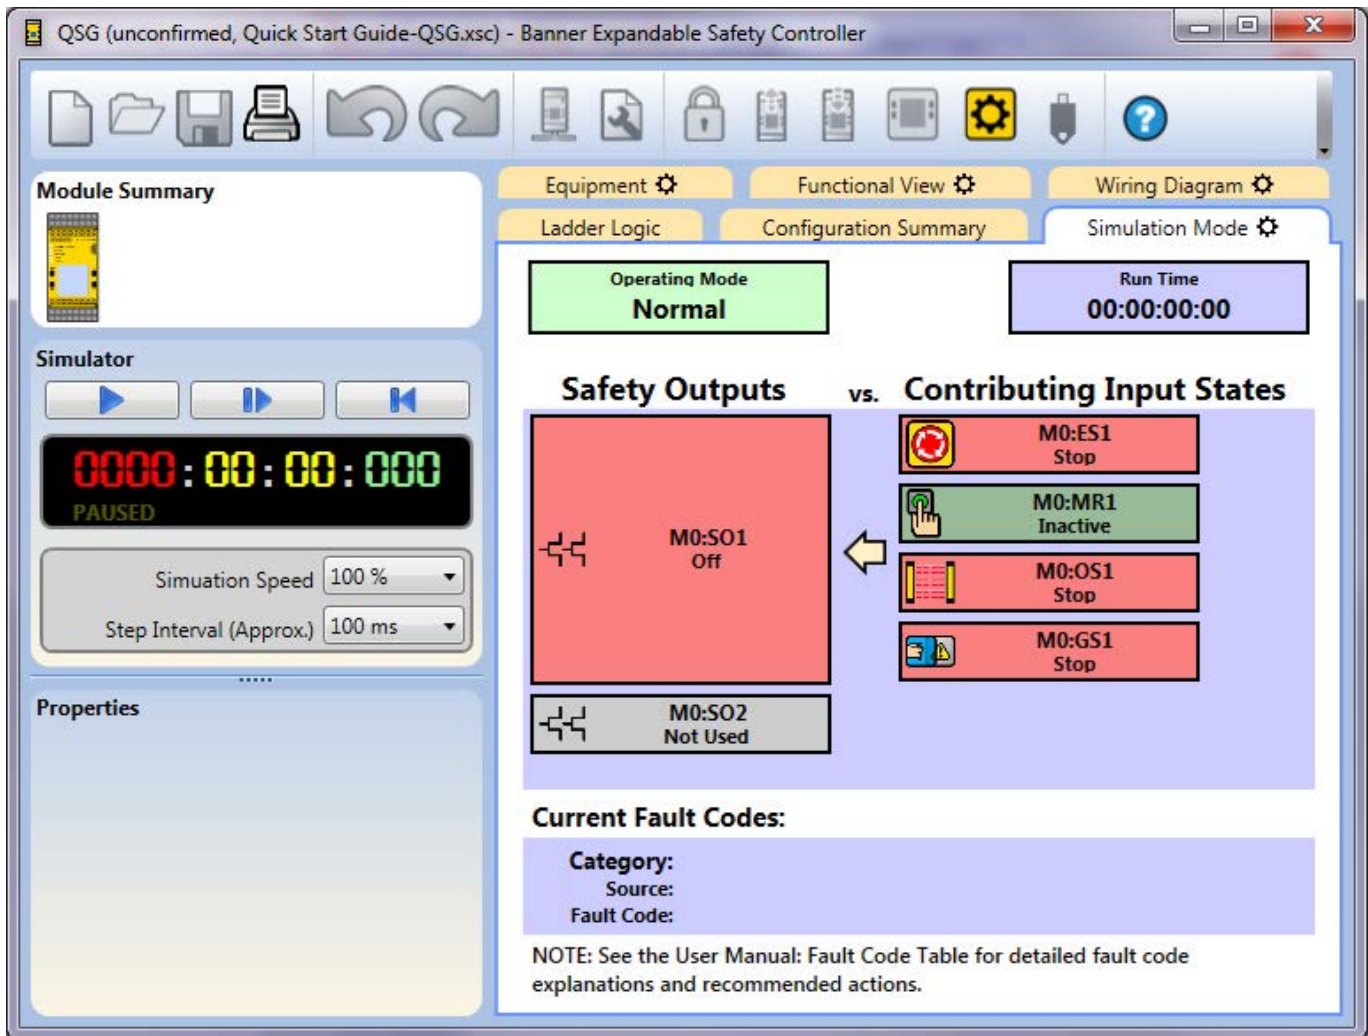 QSG (unconfirmed, Quick Start Guide-QSG.xsc) - Banner Expandable Safety Controller
Module Summary
Simulator
0000:00:00:000
PAUSED
Simuation Speed 100 %
Step Interval (Approx.) 100 ms
Properties
Equipment Functional View Wiring Diagram
Ladder Logic Configuration Summary Simulation Mode
Operating Mode
Normal
Run Time
00:00:00:00
Safety Outputs vs. Contributing Input States
M0:SO1
Off
M0:SO2
Not Used
M0:ES1
Stop
M0:MR1
Inactive
M0:OS1
Stop
M0:GS1
Stop
Current Fault Codes:
Category:
Source:
Fault Code:
NOTE: See the User Manual: Fault Code Table for detailed fault code
explanations and recommended actions.